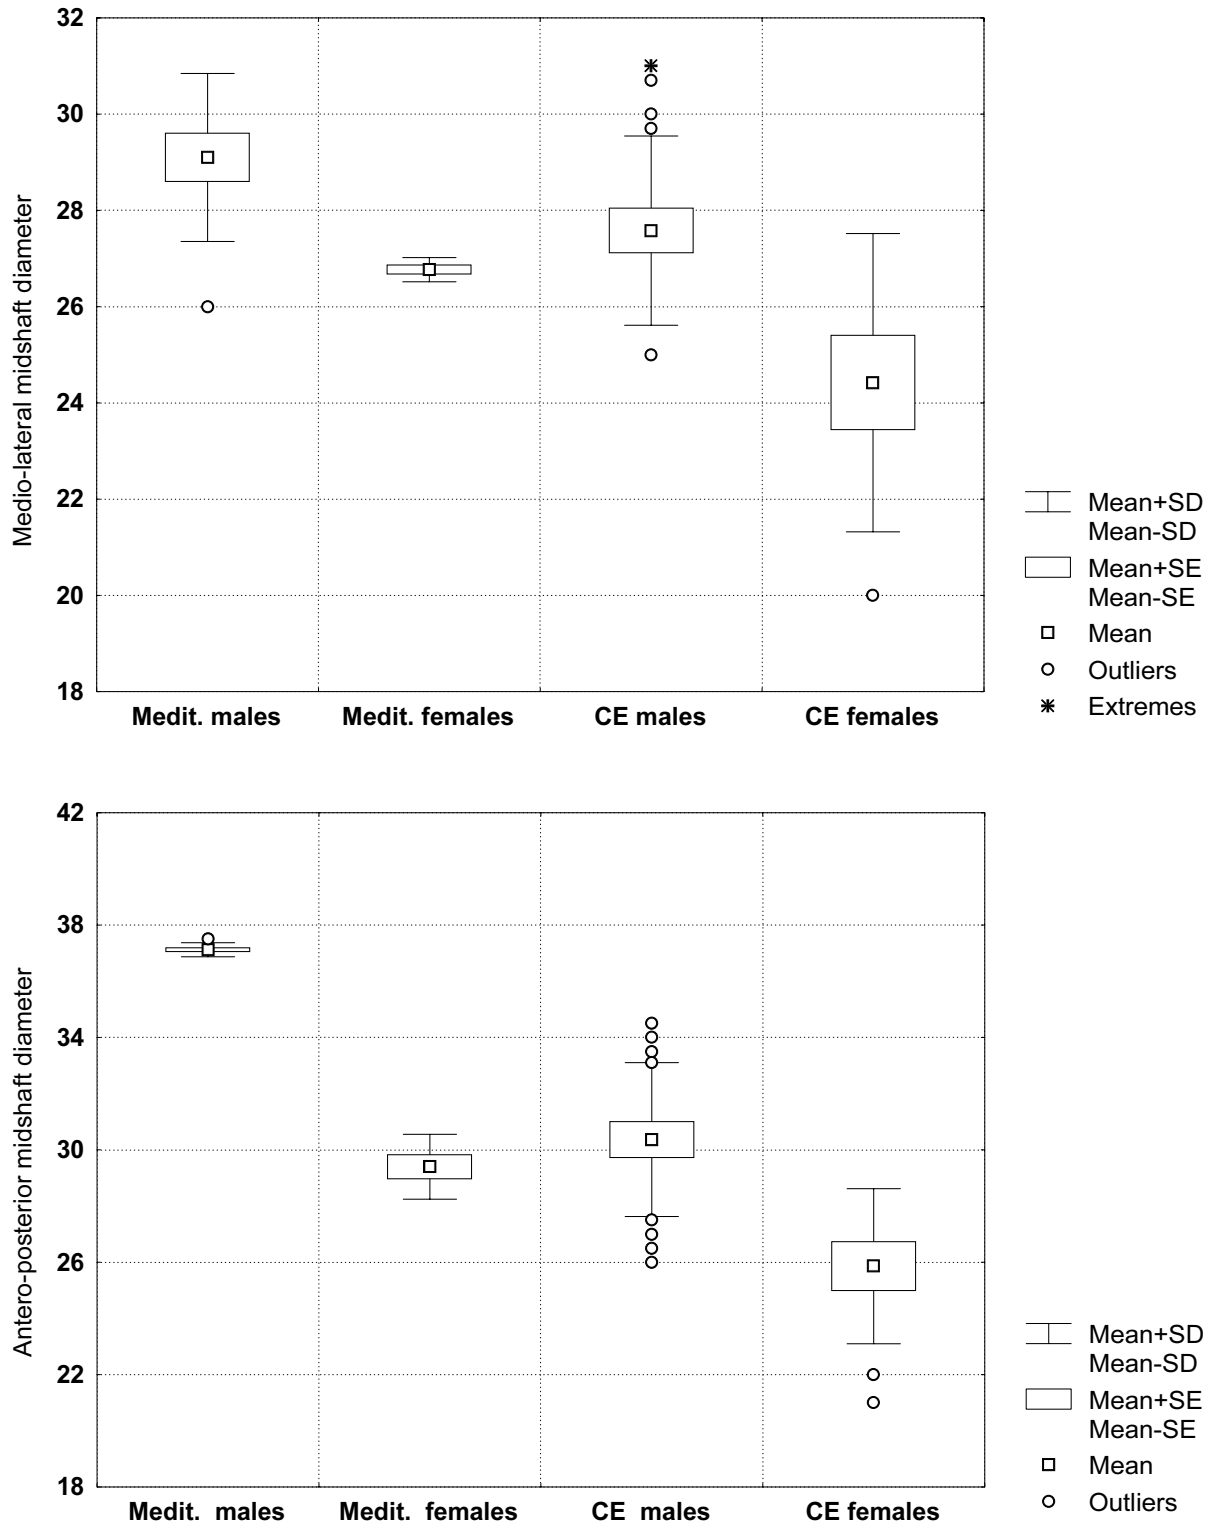 Medio-lateral midshaft diameter
32
30
28
26
24
22
20
18
Medit. males Medit. females CE males CE females
Mean+SD
Mean-SD
Mean+SE
Mean-SE
Mean
Outliers
Extremes
Antero-posterior midshaft diameter
42
38
34
30
26
22
18
Medit. males Medit. females CE males CE females
Mean+SD
Mean-SD
Mean+SE
Mean-SE
Mean
Outliers